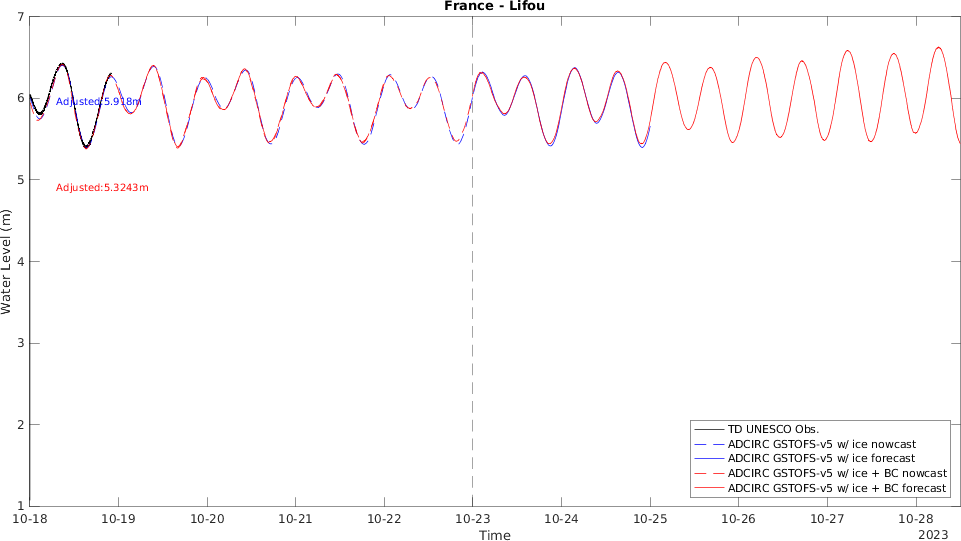 France - Lifou
7
6
5
4
3
2
1
Water Level (m)
Adjusted:5.918m
Adjusted:5.3243m
TD UNESCO Obs.
ADCIRC GSTOFS-v5 w/ ice nowcast
ADCIRC GSTOFS-v5 w/ ice forecast
ADCIRC GSTOFS-v5 w/ ice + BC nowcast
ADCIRC GSTOFS-v5 w/ ice + BC forecast
10-18 10-19 10-20 10-21 10-22 10-23 10-24 10-25 10-26 10-27 10-28
Time
2023